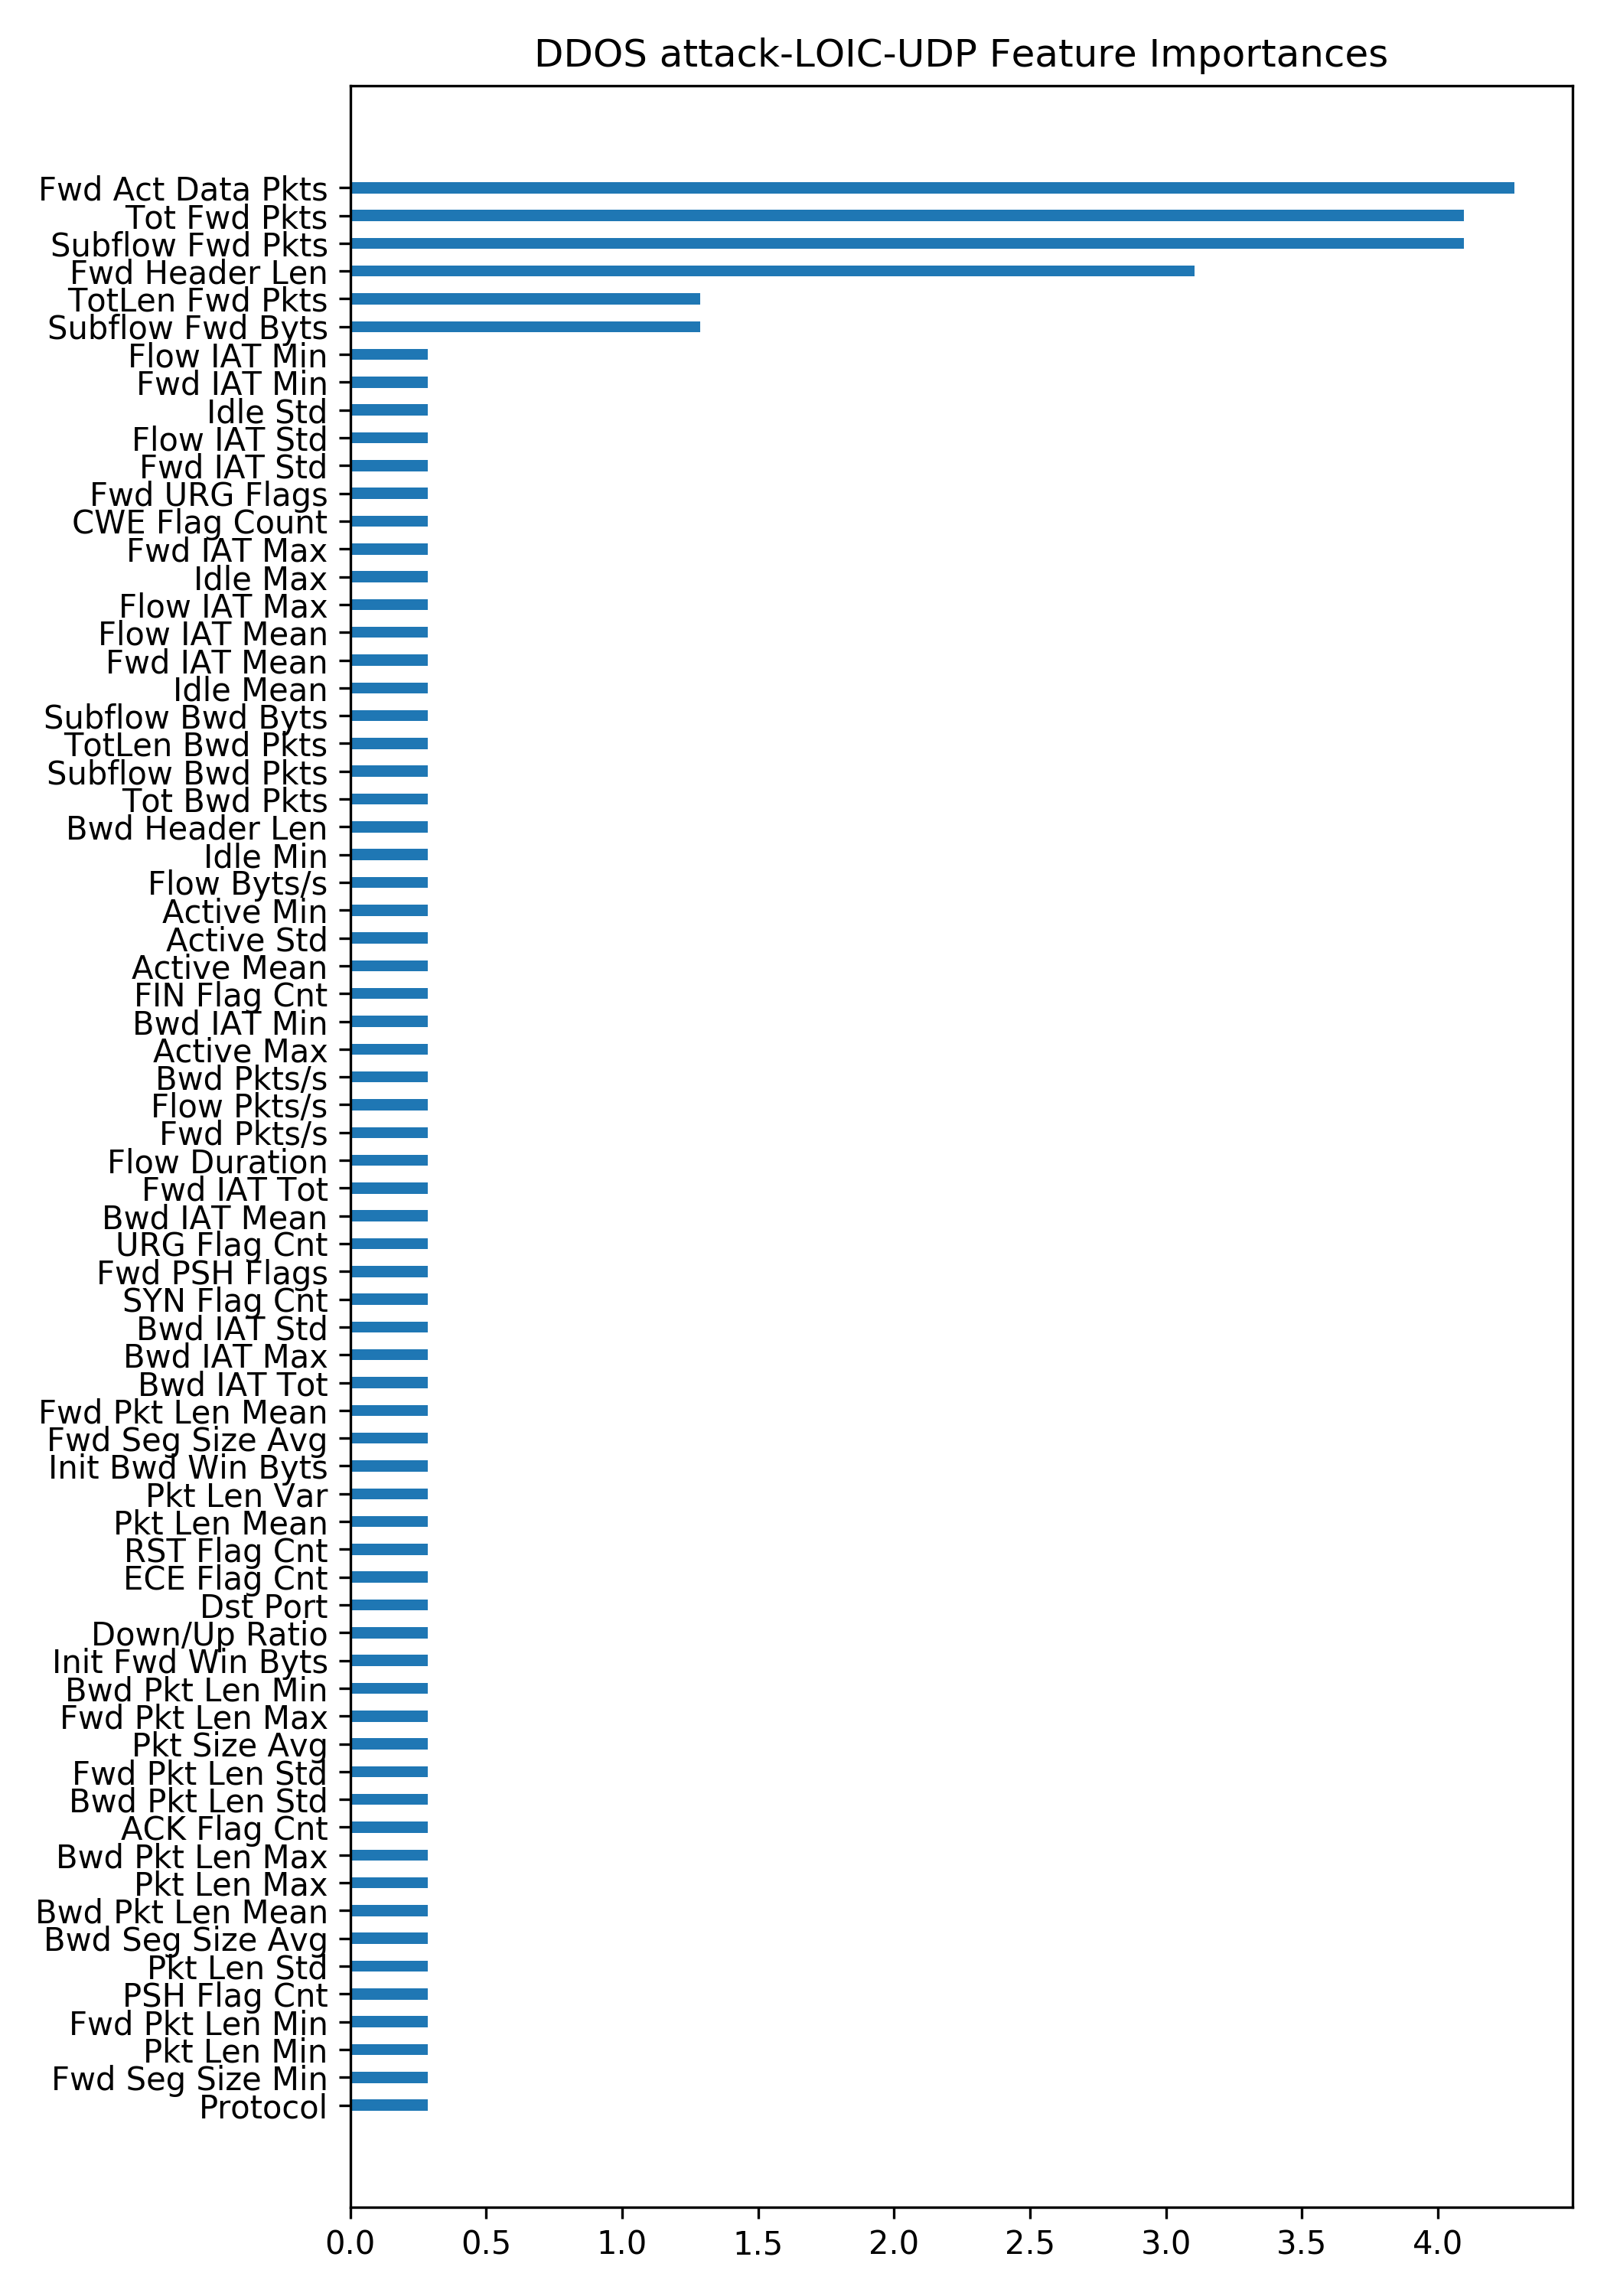 DDOS attack-LOIC-UDP Feature Importances
Fwd Act Data Pkts
Tot Fwd Pkts
Subflow Fwd Pkts
Fwd Header Len
TotLen Fwd Pkts
Subflow Fwd Byts
Flow IAT Min
Fwd IAT Min
Idle Std
Flow IAT Std
Fwd IAT Std
Fwd URG Flags
CWE Flag Count
Fwd IAT Max
Idle Max
Flow IAT Max
Flow IAT Mean
Fwd IAT Mean
Idle Mean
Subflow Bwd Byts
TotLen Bwd Pkts
Subflow Bwd Pkts
Tot Bwd Pkts
Bwd Header Len
Idle Min
Flow Byts/s
Active Min
Active Std
Active Mean
FIN Flag Cnt
Bwd IAT Min
Active Max
Bwd Pkts/s
Flow Pkts/s
Fwd Pkts/s
Flow Duration
Fwd IAT Tot
Bwd IAT Mean
URG Flag Cnt
Fwd PSH Flags
SYN Flag Cnt
Bwd IAT Std
Bwd IAT Max
Bwd IAT Tot
Fwd Pkt Len Mean
Fwd Seg Size Avg
Init Bwd Win Byts
Pkt Len Var
Pkt Len Mean
RST Flag Cnt
ECE Flag Cnt
Dst Port
Down/Up Ratio
Init Fwd Win Byts
Bwd Pkt Len Min
Fwd Pkt Len Max
Pkt Size Avg
Fwd Pkt Len Std
Bwd Pkt Len Std
ACK Flag Cnt
Bwd Pkt Len Max
Pkt Len Max
Bwd Pkt Len Mean
Bwd Seg Size Avg
Pkt Len Std
PSH Flag Cnt
Fwd Pkt Len Min
Pkt Len Min
Fwd Seg Size Min
Protocol
0.0 0.5 1.0 1.5 2.0 2.5 3.0 3.5 4.0